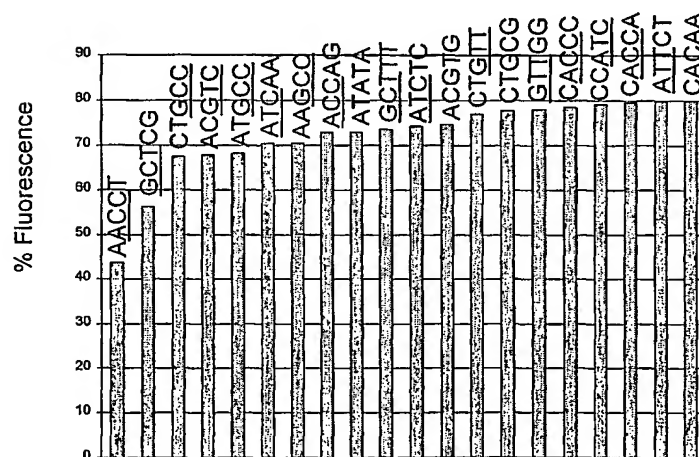 % Fluorescence
90
80
70
60
50
40
30
20
10
0
AACCT
GCTCG
CTGCC
ACGTC
ATGCC
ATCAA
AAGCC
ACCAG
ATATA
GCTTT
ATCTC
ACGTG
CTGTT
CTGCG
GTTGG
CACCC
CCATC
CACCA
ATTCT
CACAA